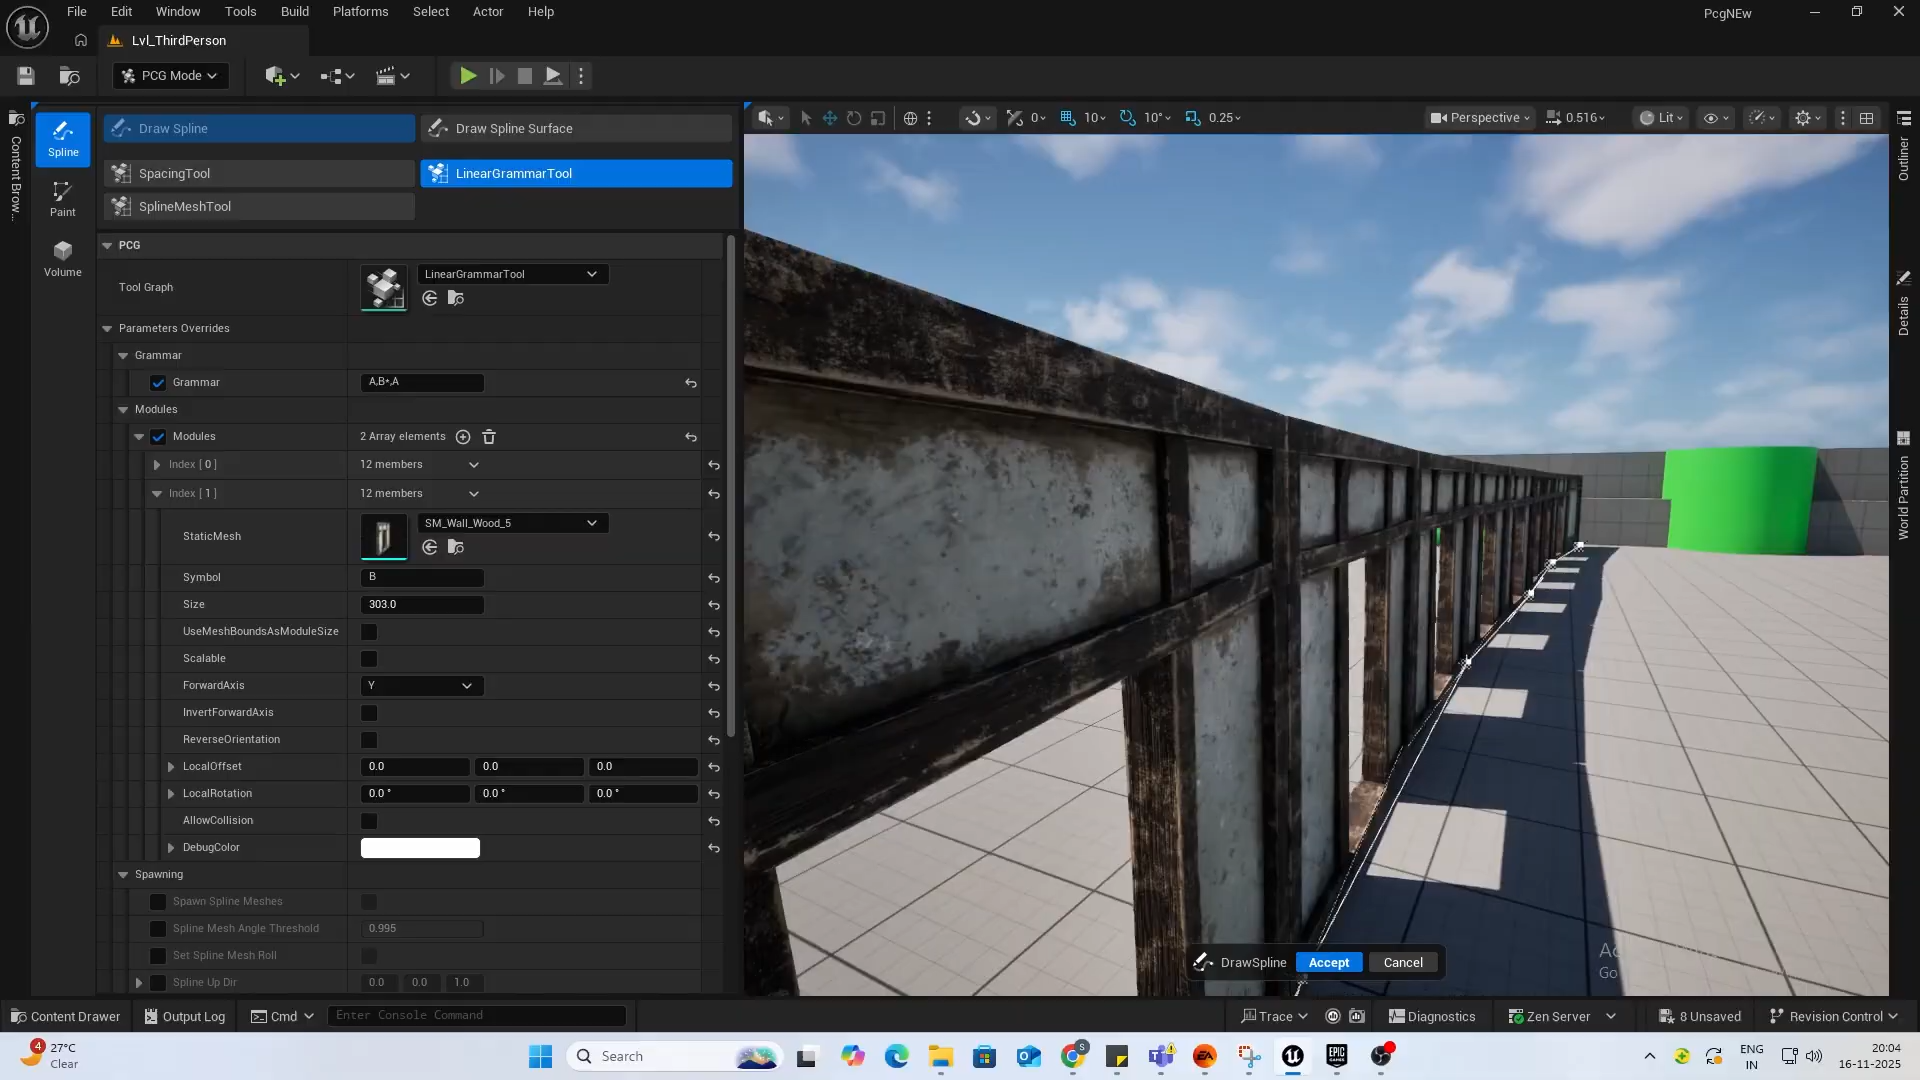 File Edit Window Tools Build Platforms Select Actor Help
PcgNEw
Lvl_ThirdPerson
PCG Mode
Content Brow...
Spline
Paint
Volume
Draw Spline
Draw Spline Surface
SpacingTool
LinearGrammarTool
SplineMeshTool
PCG
Tool Graph
LinearGrammarTool
Parameters Overrides
Grammar
Grammar A,B*,A
Modules
Modules 2 Array elements
Index [ 0 ] 12 members
Index [ 1 ] 12 members
StaticMesh SM_Wall_Wood_5
Symbol B
Size 303.0
UseMeshBoundsAsModuleSize
Scalable
ForwardAxis Y
InvertForwardAxis
ReverseOrientation
LocalOffset 0.0 0.0 0.0
LocalRotation 0.0 ° 0.0 ° 0.0 °
AllowCollision
DebugColor
Spawning
Spawn Spline Meshes
Spline Mesh Angle Threshold 0.995
Set Spline Mesh Roll
Spline Up Dir 0.0 0.0 1.0
0 10 10° 0.25
Perspective 0.516 Lit
DrawSpline Accept Cancel
Go
Outliner
Details
World Partition
Content Drawer Output Log Cmd Enter Console Command
Trace Diagnostics Zen Server 8 Unsaved Revision Control
4 27°C
Clear
Search
S
EA
EPIC
GAMES
ENG
IN
20:04
16-11-2025